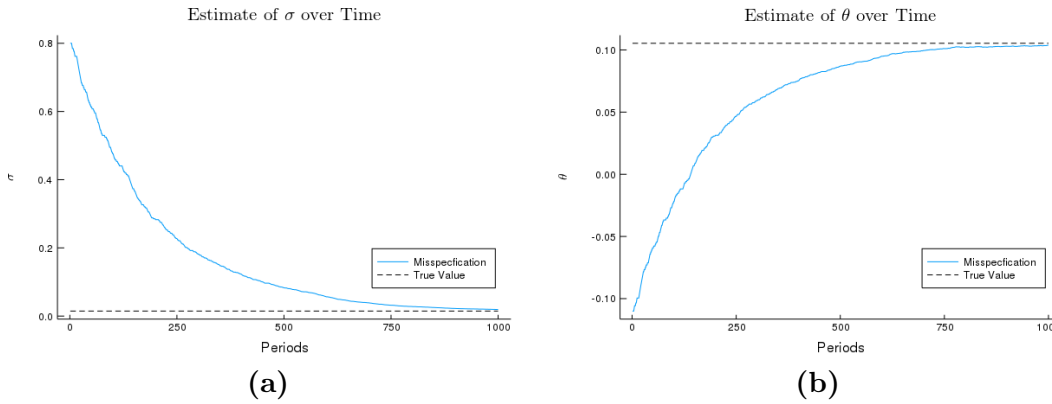 Estimate of σ over Time
0.8
0.6
0.4
0.2
0.0
σ
0
250
500
750
1000
Periods
Misspecfication
True Value
(a)
Estimate of θ over Time
0.10
0.05
0.00
-0.05
-0.10
θ
0
250
500
750
1000
Periods
Misspecfication
True Value
(b)